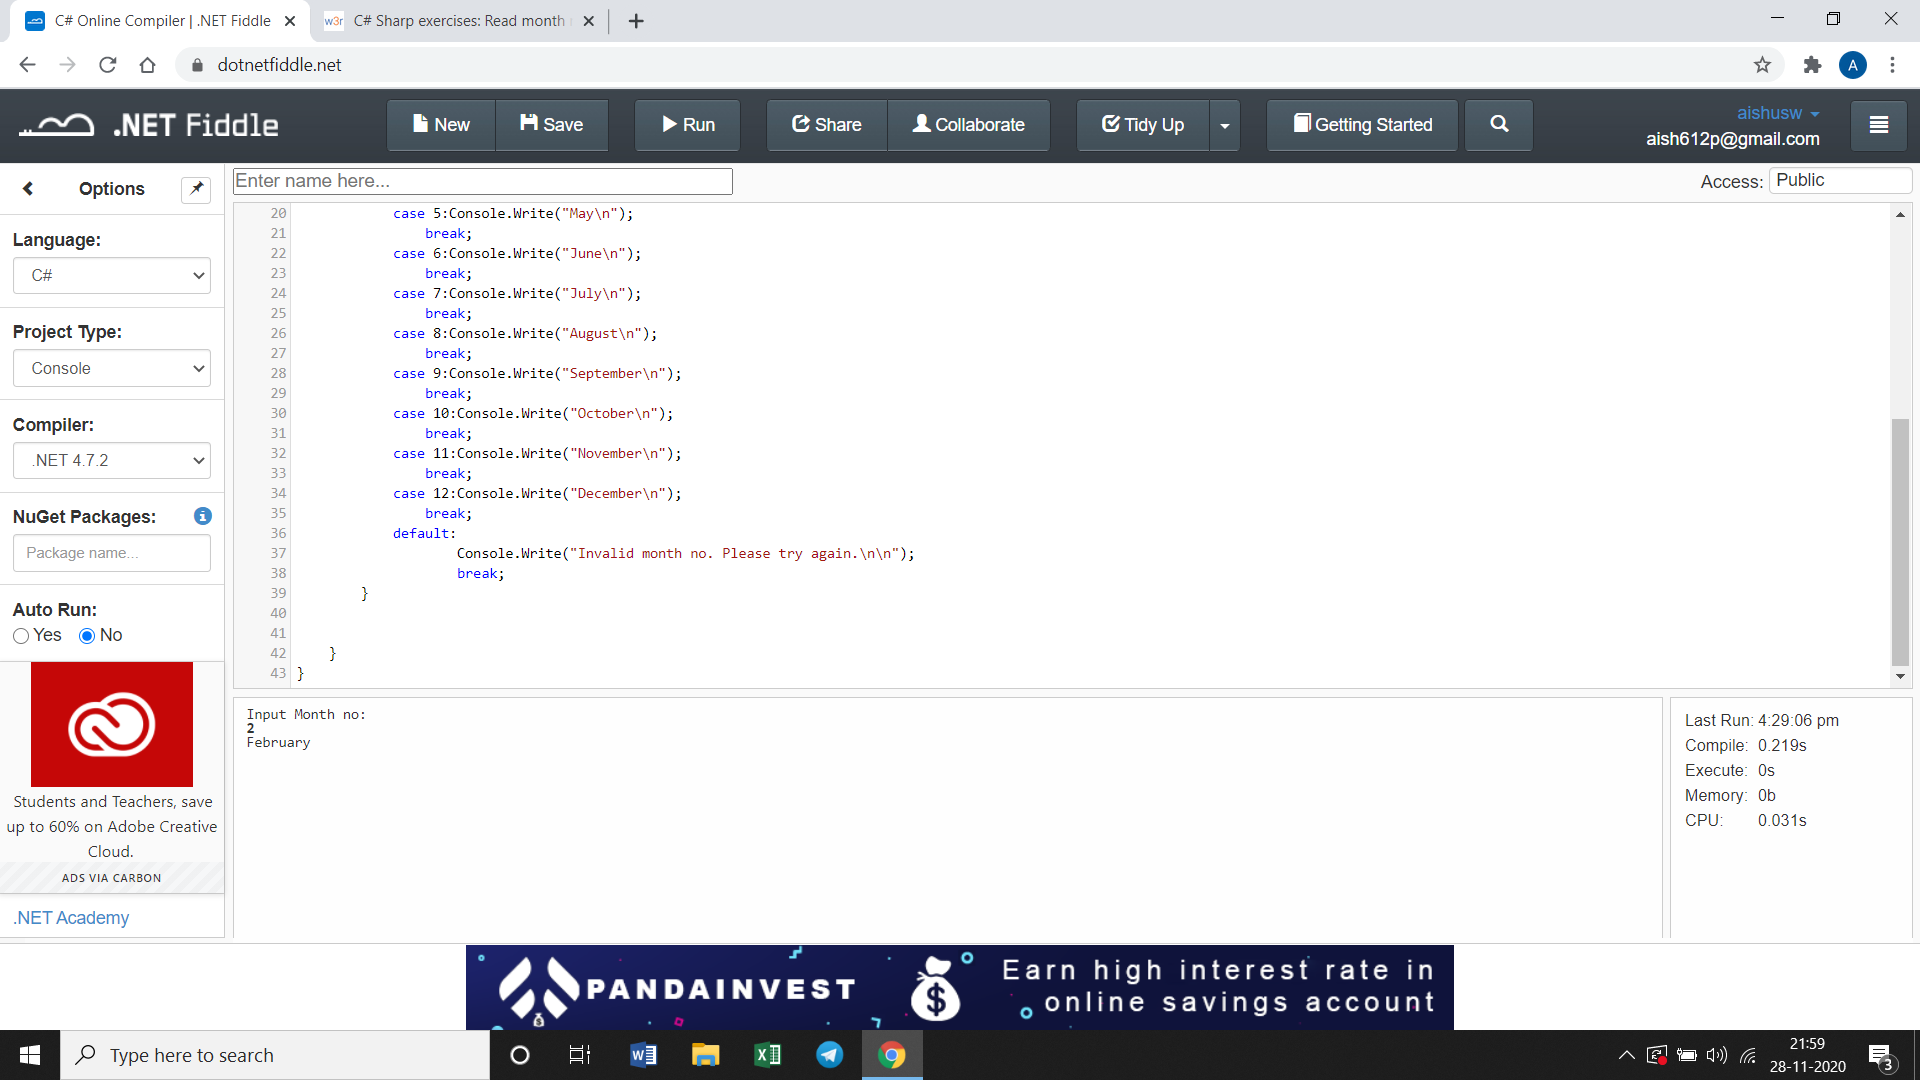 C# Online Compiler | .NET Fiddle
w3r C# Sharp exercises: Read month
dotnetfiddle.net
A
.NET Fiddle
New
Save
Run
Share
Collaborate
Tidy Up
Getting Started
aishusw
aish612p@gmail.com
Options
Enter name here...
Access: Public
Language:
C#
Project Type:
Console
Compiler:
.NET 4.7.2
NuGet Packages:
Package name...
Auto Run:
Yes No
Students and Teachers, save
up to 60% on Adobe Creative
Cloud.
ADS VIA CARBON
.NET Academy
20 case 5:Console.Write("May\n");
21 break;
22 case 6:Console.Write("June\n");
23 break;
24 case 7:Console.Write("July\n");
25 break;
26 case 8:Console.Write("August\n");
27 break;
28 case 9:Console.Write("September\n");
29 break;
30 case 10:Console.Write("October\n");
31 break;
32 case 11:Console.Write("November\n");
33 break;
34 case 12:Console.Write("December\n");
35 break;
36 default:
37 Console.Write("Invalid month no. Please try again.\n\n");
38 break;
39 }
40
41
42 }
43 }
Input Month no:
2
February
Last Run: 4:29:06 pm
Compile: 0.219s
Execute: 0s
Memory: 0b
CPU: 0.031s
PANDAINVEST
$
Earn high interest rate in
online savings account
Type here to search
21:59
28-11-2020
3